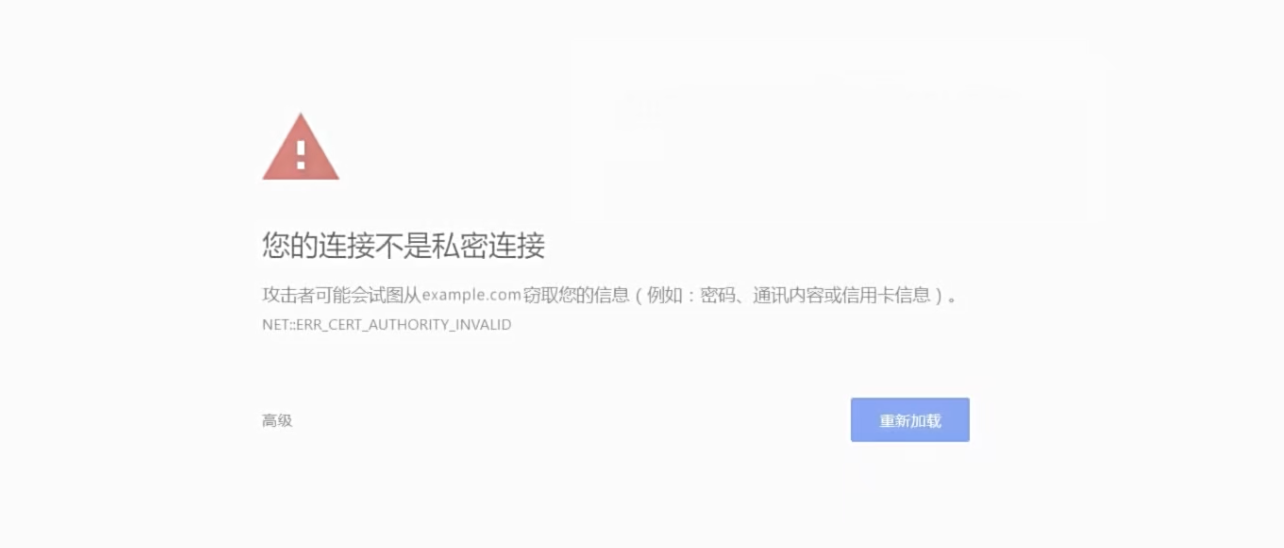 您的连接不是私密连接
攻击者可能会试图从example.com窃取您的信息（例如：密码、通讯内容或信用卡信息）。
NET::ERR_CERT_AUTHORITY_INVALID
高级
重新加载